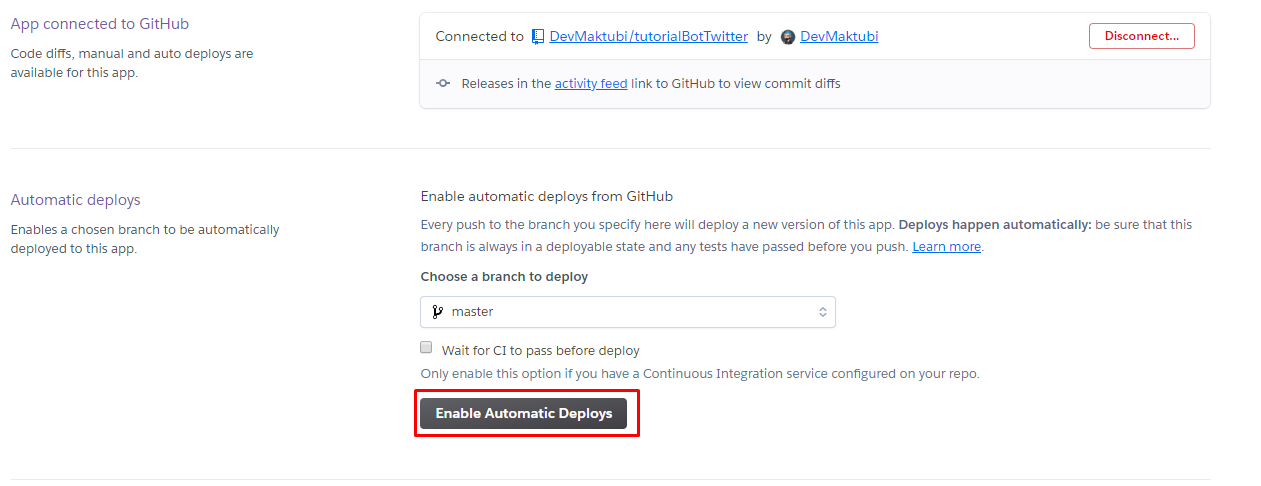 App connected to GitHub
Code diffs, manual and auto deploys are
available for this app.
Connected to DevMaktubi/tutorialBotTwitter by DevMaktubi
Disconnect...
Releases in the activity feed link to GitHub to view commit diffs
Automatic deploys
Enables a chosen branch to be automatically
deployed to this app.
Enable automatic deploys from GitHub
Every push to the branch you specify here will deploy a new version of this app. Deploys happen automatically: be sure that this
branch is always in a deployable state and any tests have passed before you push. Learn more.
Choose a branch to deploy
master
Wait for CI to pass before deploy
Only enable this option if you have a Continuous Integration service configured on your repo.
Enable Automatic Deploys